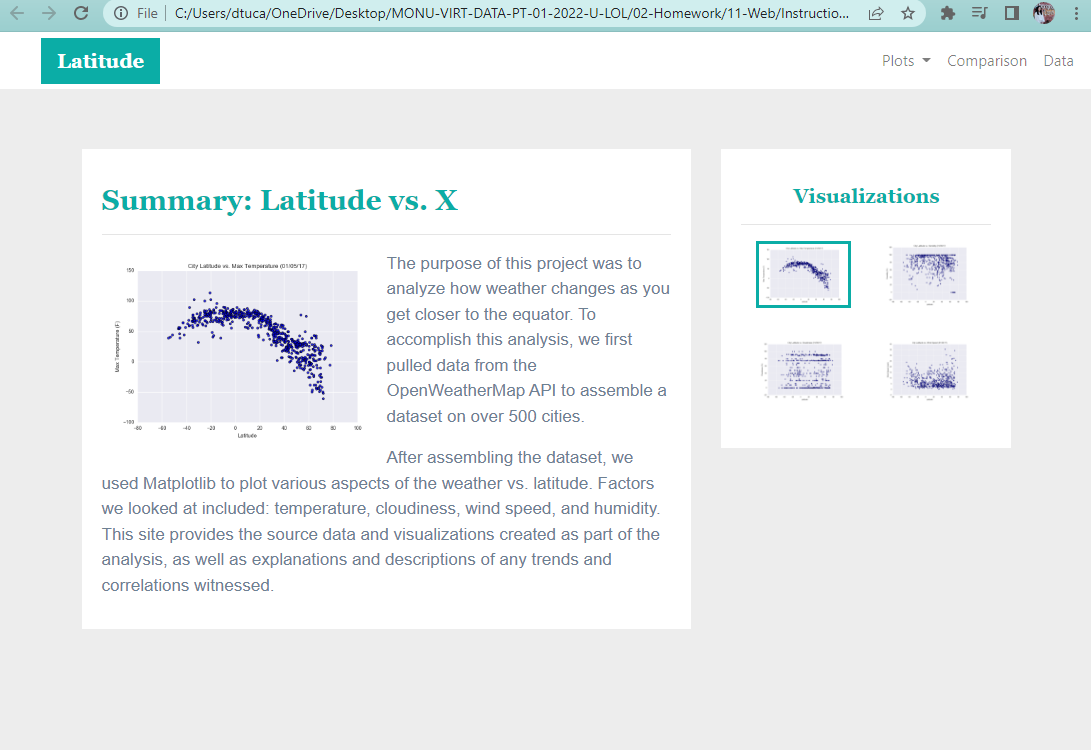 File
C:/Users/dtuca/OneDrive/Desktop/MONU-VIRT-DATA-PT-01-2022-U-LOL/02-Homework/11-Web/Instructio...
Latitude
Plots
Comparison
Data
Summary: Latitude vs. X
City Latitude vs. Max Temperature (01/05/17)
150
100
50
0
−50
−100
Max Temperature (F)
−80 −60 −40 −20 0 20 40 60 80 100
Latitude
The purpose of this project was to
analyze how weather changes as you
get closer to the equator. To
accomplish this analysis, we first
pulled data from the
OpenWeatherMap API to assemble a
dataset on over 500 cities.
After assembling the dataset, we
used Matplotlib to plot various aspects of the weather vs. latitude. Factors
we looked at included: temperature, cloudiness, wind speed, and humidity.
This site provides the source data and visualizations created as part of the
analysis, as well as explanations and descriptions of any trends and
correlations witnessed.
Visualizations